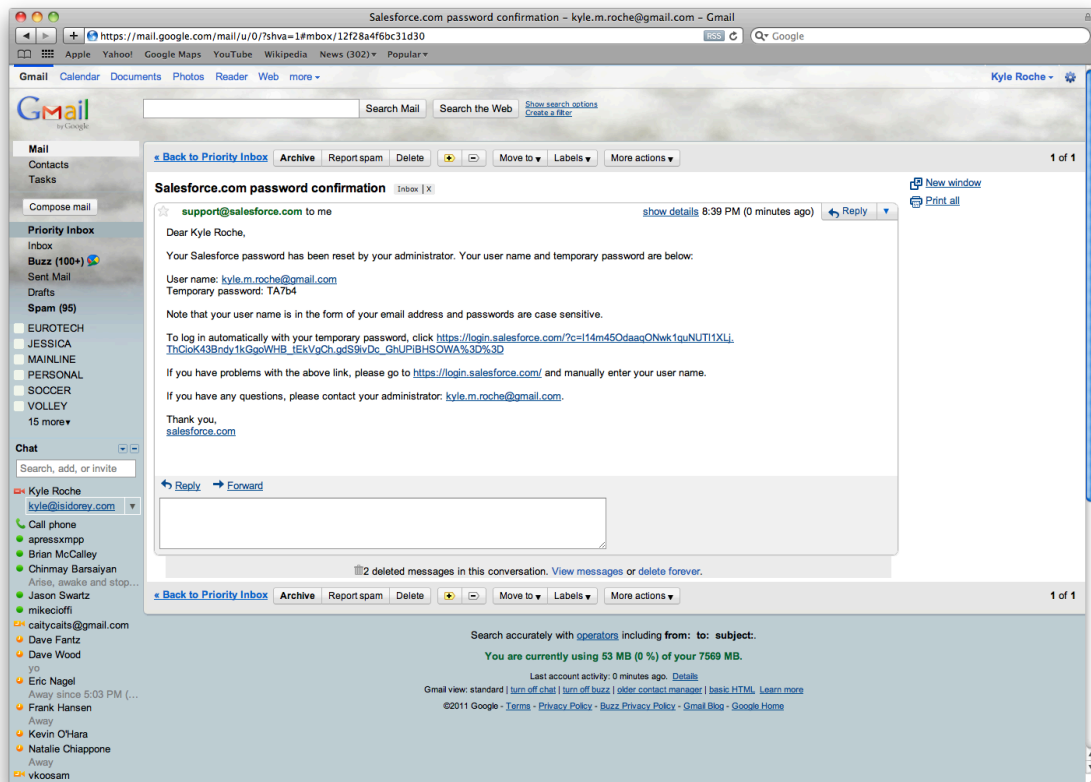 Salesforce.com password confirmation – kyle.m.roche@gmail.com – Gmail
https://mail.google.com/mail/u/0/?shva=1#mbox/12f28a4f6bc31d30 RSS Google
Apple Yahoo! Google Maps YouTube Wikipedia News (302)▾ Popular▾
Gmail Calendar Documents Photos Reader Web more ▾ Kyle Roche ▾
GMail by Google
Search Mail Search the Web Show search options
Create a filter
Mail
Contacts
Tasks
Compose mail
Priority Inbox
Inbox
Buzz (100+)
Sent Mail
Drafts
Spam (95)
EUROTECH
JESSICA
MAINLINE
PERSONAL
SOCCER
VOLLEY
15 more▾
Chat
Search, add, or invite
Kyle Roche
kyle@isidorey.com
Call phone
apressxmpp
Brian McCalley
Chinmay Barsaiyan
Arise, awake and stop...
Jason Swartz
mikecioffi
caitycaits@gmail.com
Dave Fantz
Dave Wood
yo
Eric Nagel
Away since 5:03 PM (...
Frank Hansen
Away
Kevin O'Hara
Natalie Chiappone
Away
vkoosam
« Back to Priority Inbox Archive Report spam Delete Move to ▾ Labels ▾ More actions ▾ 1 of 1
Salesforce.com password confirmation Inbox | X
New window
Print all
support@salesforce.com to me show details 8:39 PM (0 minutes ago) Reply
Dear Kyle Roche,
Your Salesforce password has been reset by your administrator. Your user name and temporary password are below:
User name: kyle.m.roche@gmail.com
Temporary password: TA7b4
Note that your user name is in the form of your email address and passwords are case sensitive.
To log in automatically with your temporary password, click https://login.salesforce.com/?c=I14m45OdaaqONwk1quNUTl1XLj.
ThCioK43Bndy1kGgoWHB_tEkVgCh.gdS9ivDc_GhUPiBHSOWA%3D%3D
If you have problems with the above link, please go to https://login.salesforce.com/ and manually enter your user name.
If you have any questions, please contact your administrator: kyle.m.roche@gmail.com.
Thank you,
salesforce.com
Reply Forward
2 deleted messages in this conversation. View messages or delete forever.
« Back to Priority Inbox Archive Report spam Delete Move to ▾ Labels ▾ More actions ▾ 1 of 1
Search accurately with operators including from: to: subject:.
You are currently using 53 MB (0 %) of your 7569 MB.
Last account activity: 0 minutes ago. Details
Gmail view: standard | turn off chat | turn off buzz | older contact manager | basic HTML Learn more
©2011 Google - Terms - Privacy Policy - Buzz Privacy Policy - Gmail Blog - Google Home